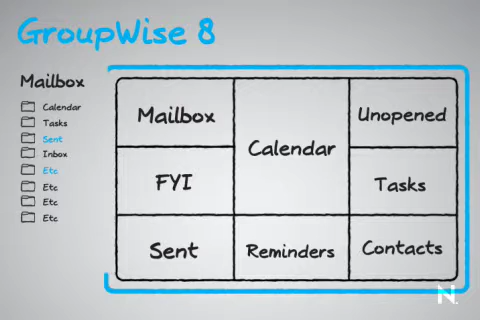 GroupWise 8
Mailbox
Calendar
Tasks
Sent
Inbox
Etc
Etc
Etc
Etc
Mailbox
Calendar
Unopened
FYI
Tasks
Sent
Reminders
Contacts
N.